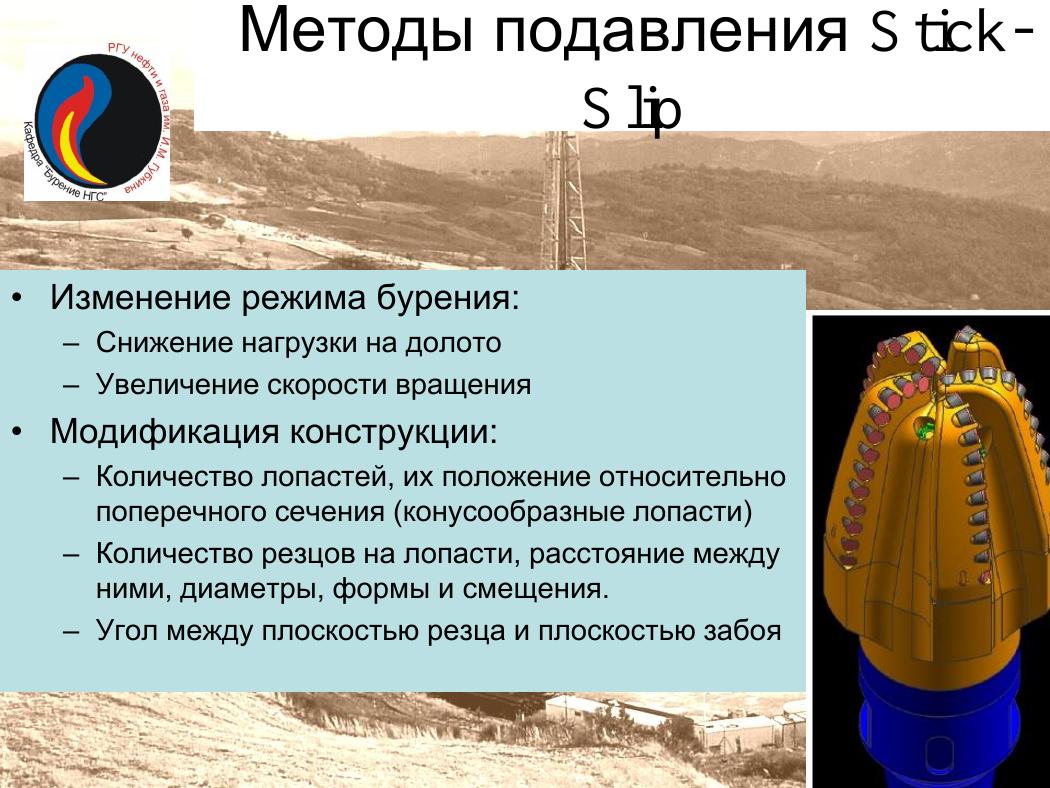 Методы подавления Stick-
Slip
РГУ нефти и газа им. И.М. Губкина
Кафедра "Бурение НГС"
• Изменение режима бурения:
– Снижение нагрузки на долото
– Увеличение скорости вращения
• Модификация конструкции:
– Количество лопастей, их положение относительно
поперечного сечения (конусообразные лопасти)
– Количество резцов на лопасти, расстояние между
ними, диаметры, формы и смещения.
– Угол между плоскостью резца и плоскостью забоя